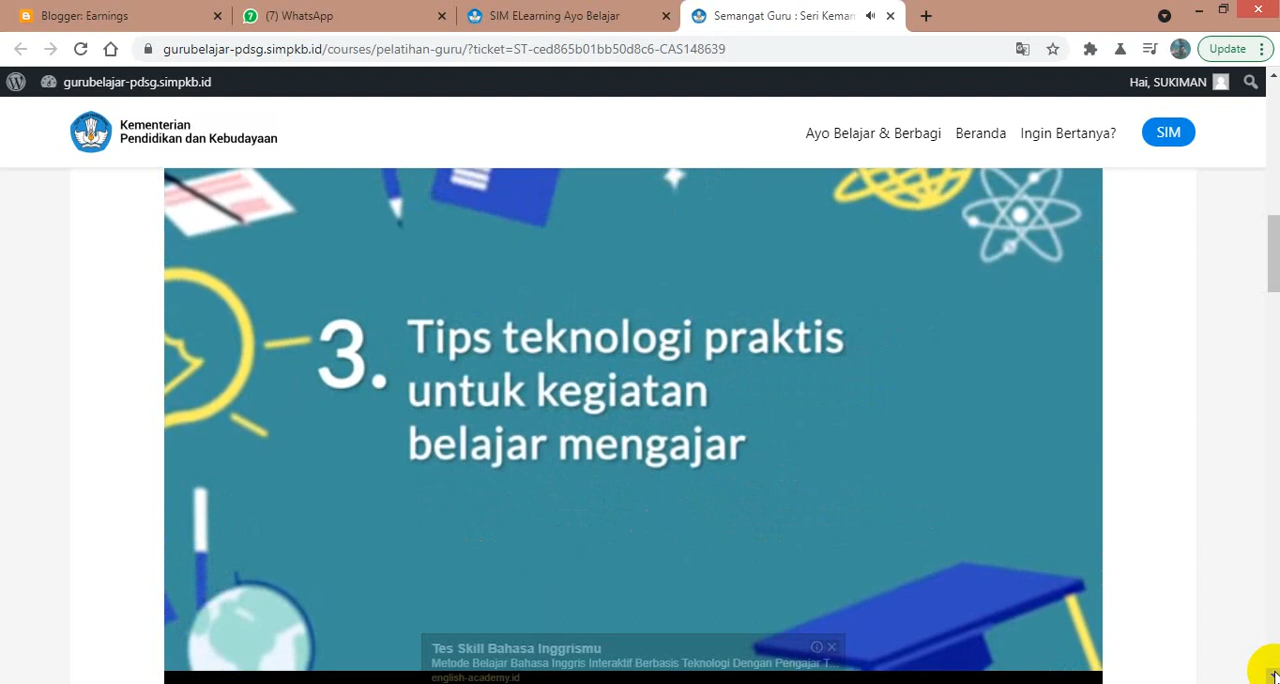 Blogger: Earnings
(7) WhatsApp
SIM ELearning Ayo Belajar
Semangat Guru : Seri Keman
gurubelajar-pdsg.simpkb.id/courses/pelatihan-guru/?ticket=ST-ced865b01bb50d8c6-CAS148639
Update
gurubelajar-pdsg.simpkb.id
Hai, SUKIMAN
Kementerian
Pendidikan dan Kebudayaan
Ayo Belajar & Berbagi
Beranda
Ingin Bertanya?
SIM
3. Tips teknologi praktis
untuk kegiatan
belajar mengajar
Tes Skill Bahasa Inggrismu
Metode Belajar Bahasa Inggris Interaktif Berbasis Teknologi Dengan Pengajar T...
english-academy.id